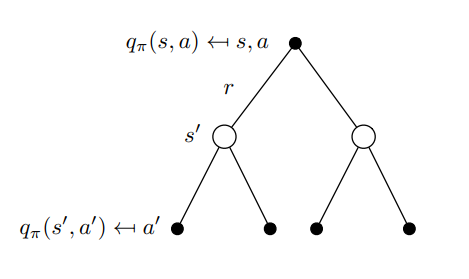 qπ(s, a) ↤ s, a
r
s′
qπ(s′, a′) ↤ a′